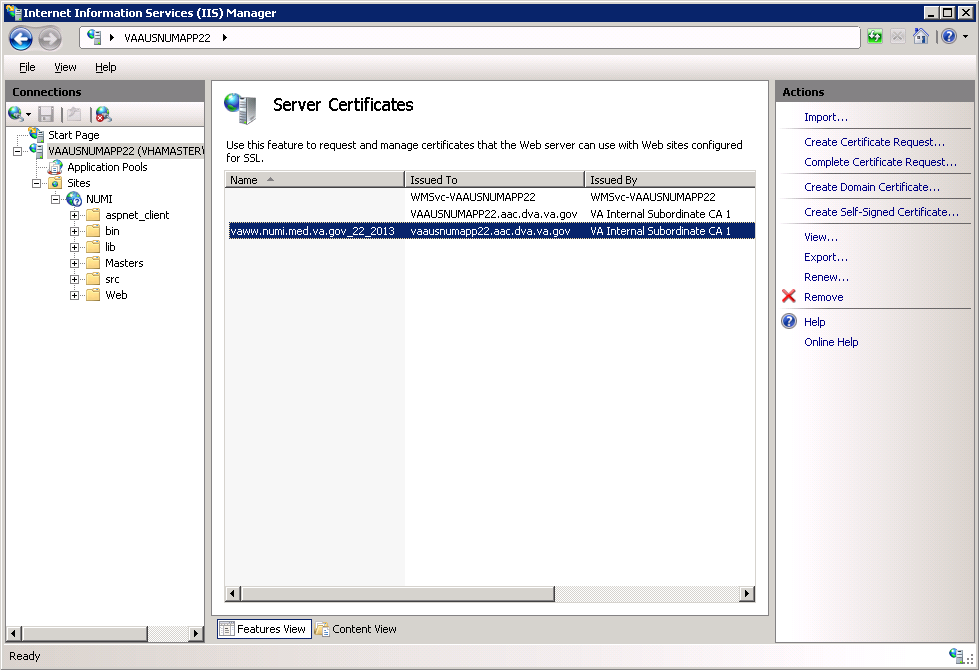 Internet Information Services (IIS) Manager
VAAUSNUMAPP22
File View Help
Connections
Start Page
VAAUSNUMAPP22 (VHAMASTER\
Application Pools
Sites
NUMI
aspnet_client
bin
lib
Masters
src
Web
Server Certificates
Use this feature to request and manage certificates that the Web server can use with Web sites configured
for SSL.
Name Issued To Issued By
WMSvc-VAAUSNUMAPP22 WMSvc-VAAUSNUMAPP22
VAAUSNUMAPP22.aac.dva.va.gov VA Internal Subordinate CA 1
vaww.numi.med.va.gov_22_2013 vaausnumapp22.aac.dva.va.gov VA Internal Subordinate CA 1
Features View Content View
Actions
Import...
Create Certificate Request...
Complete Certificate Request...
Create Domain Certificate...
Create Self-Signed Certificate...
View...
Export...
Renew...
Remove
Help
Online Help
Ready